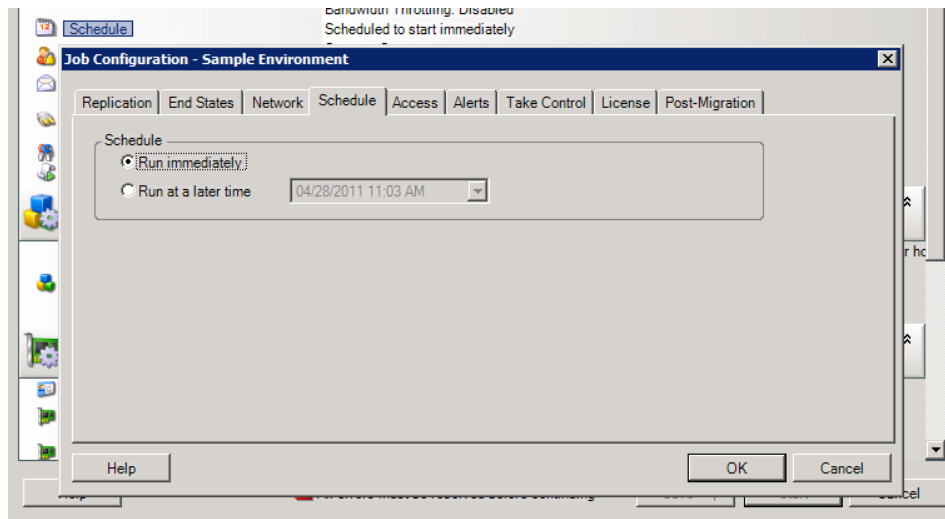 Bandwidth Throttling: Disabled
12
Schedule
Scheduled to start immediately
Job Configuration - Sample Environment
Replication End States Network Schedule Access Alerts Take Control License Post-Migration
Schedule
Run immediately
Run at a later time 04/28/2011 11:03 AM
r ho
Help OK Cancel